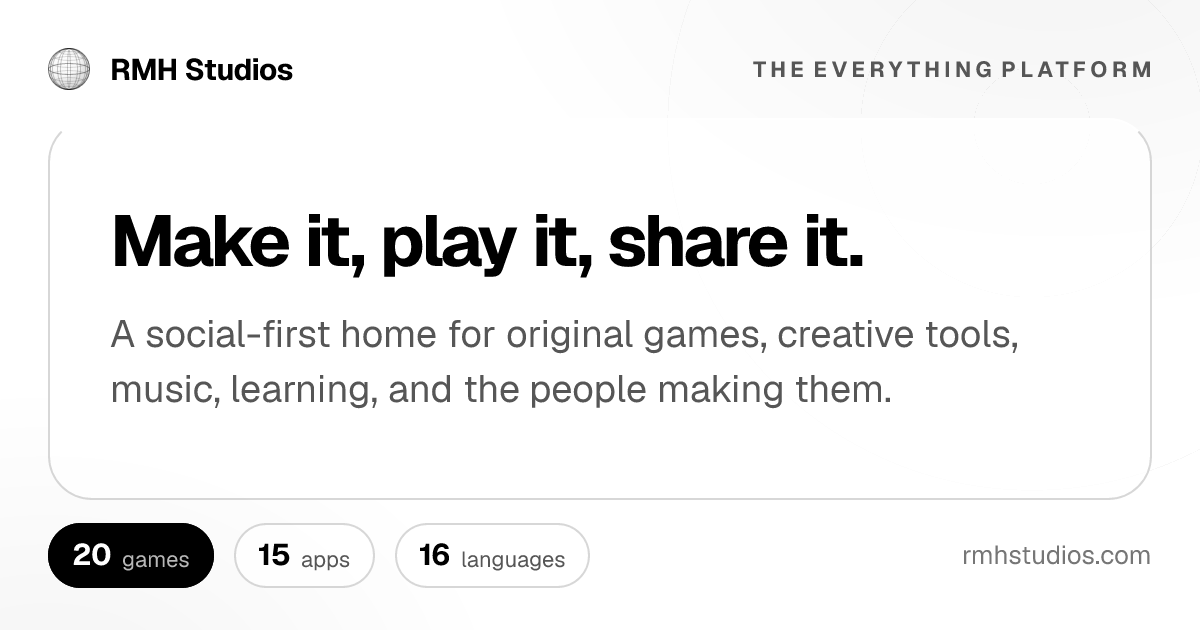 RMH Studios
THE EVERYTHING PLATFORM
Make it, play it, share it.
A social-first home for original games, creative tools,
music, learning, and the people making them.
20 games
15 apps
16 languages
rmhstudios.com